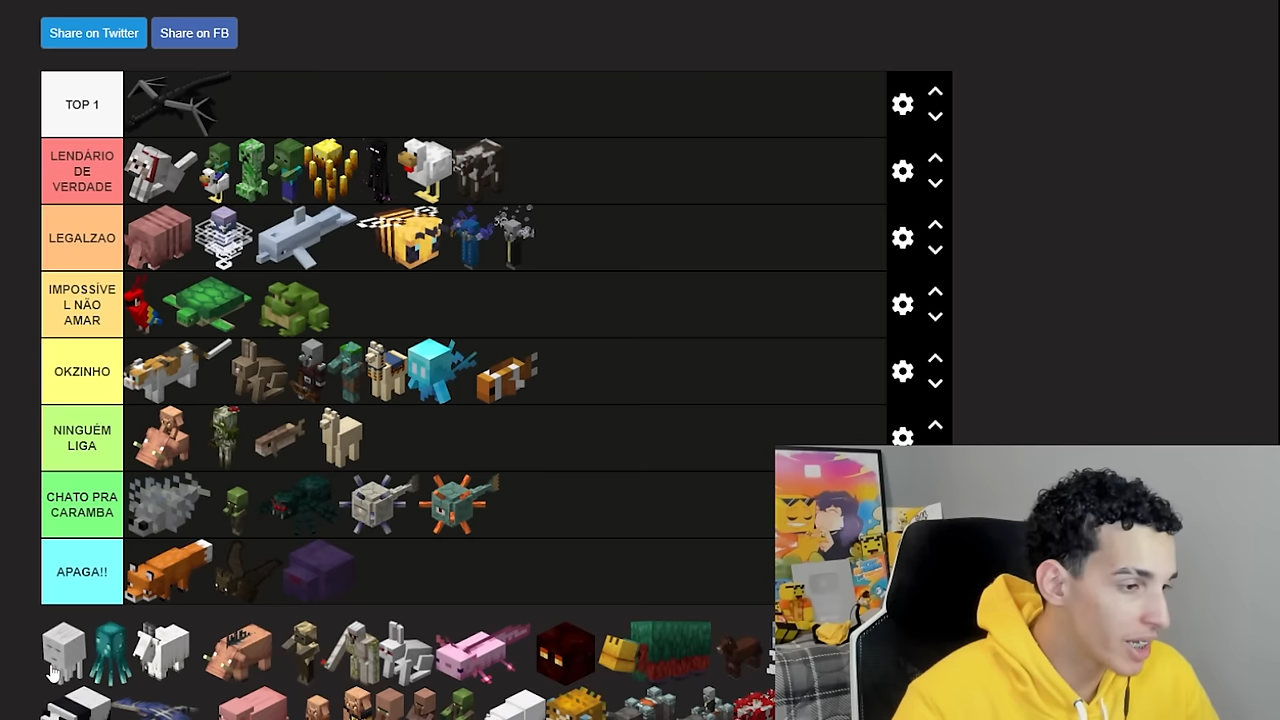 Share on Twitter
Share on FB
TOP 1
LENDÁRIO
DE
VERDADE
LEGALZAO
IMPOSSÍVE
L NÃO
AMAR
OKZINHO
NINGUÉM
LIGA
CHATO PRA
CARAMBA
APAGA!!